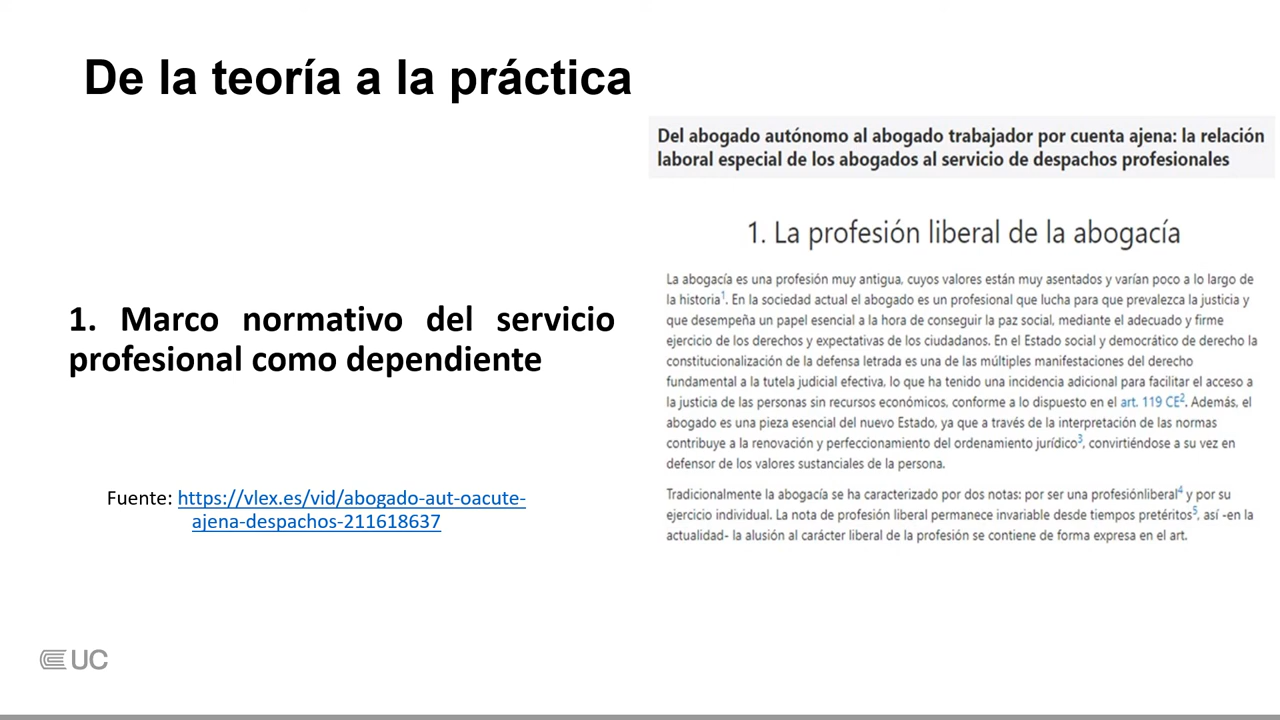 De la teoría a la práctica
1. Marco normativo del servicio
profesional como dependiente
Fuente: https://vlex.es/vid/abogado-aut-oacute-
ajena-despachos-211618637
Del abogado autónomo al abogado trabajador por cuenta ajena: la relación
laboral especial de los abogados al servicio de despachos profesionales
1. La profesión liberal de la abogacía
La abogacía es una profesión muy antigua, cuyos valores están muy asentados y varían poco a lo largo de
la historia1. En la sociedad actual el abogado es un profesional que lucha para que prevalezca la justicia y
que desempeña un papel esencial a la hora de conseguir la paz social, mediante el adecuado y firme
ejercicio de los derechos y expectativas de los ciudadanos. En el Estado social y democrático de derecho la
constitucionalización de la defensa letrada es una de las múltiples manifestaciones del derecho
fundamental a la tutela judicial efectiva, lo que ha tenido una incidencia adicional para facilitar el acceso a
la justicia de las personas sin recursos económicos, conforme a lo dispuesto en el art. 119 CE2. Además, el
abogado es una pieza esencial del nuevo Estado, ya que a través de la interpretación de las normas
contribuye a la renovación y perfeccionamiento del ordenamiento jurídico3, convirtiéndose a su vez en
defensor de los valores sustanciales de la persona.
Tradicionalmente la abogacía se ha caracterizado por dos notas: por ser una profesiónliberal4 y por su
ejercicio individual. La nota de profesión liberal permanece invariable desde tiempos pretéritos5, así -en la
actualidad- la alusión al carácter liberal de la profesión se contiene de forma expresa en el art.
UC